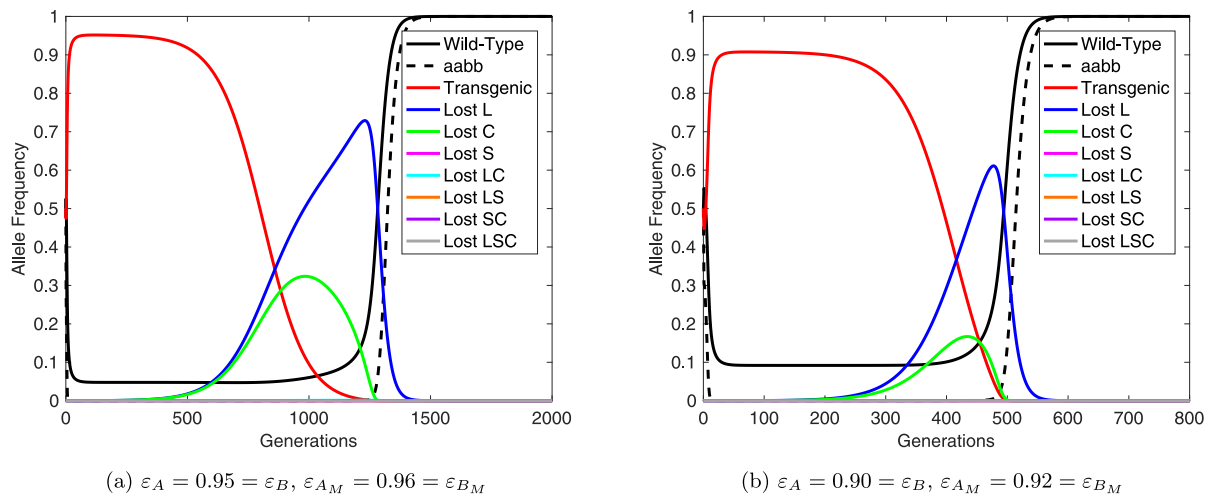 1
0.9
0.8
0.7
0.6
0.5
0.4
0.3
0.2
0.1
0
Allele Frequency
0 500 1000 1500 2000
Generations
Wild-Type
aabb
Transgenic
Lost L
Lost C
Lost S
Lost LC
Lost LS
Lost SC
Lost LSC
(a) εA = 0.95 = εB, εAM = 0.96 = εBM
1
0.9
0.8
0.7
0.6
0.5
0.4
0.3
0.2
0.1
0
Allele Frequency
0 100 200 300 400 500 600 700 800
Generations
Wild-Type
aabb
Transgenic
Lost L
Lost C
Lost S
Lost LC
Lost LS
Lost SC
Lost LSC
(b) εA = 0.90 = εB, εAM = 0.92 = εBM